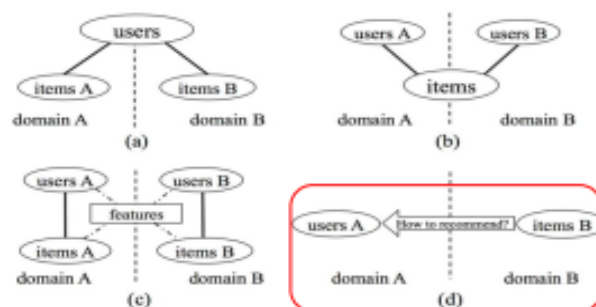 users
items A
items B
domain A
domain B
(a)
users A
users B
items
domain A
domain B
(b)
users A
users B
features
items A
items B
domain A
domain B
(c)
users A
How to recommend?
items B
domain A
domain B
(d)